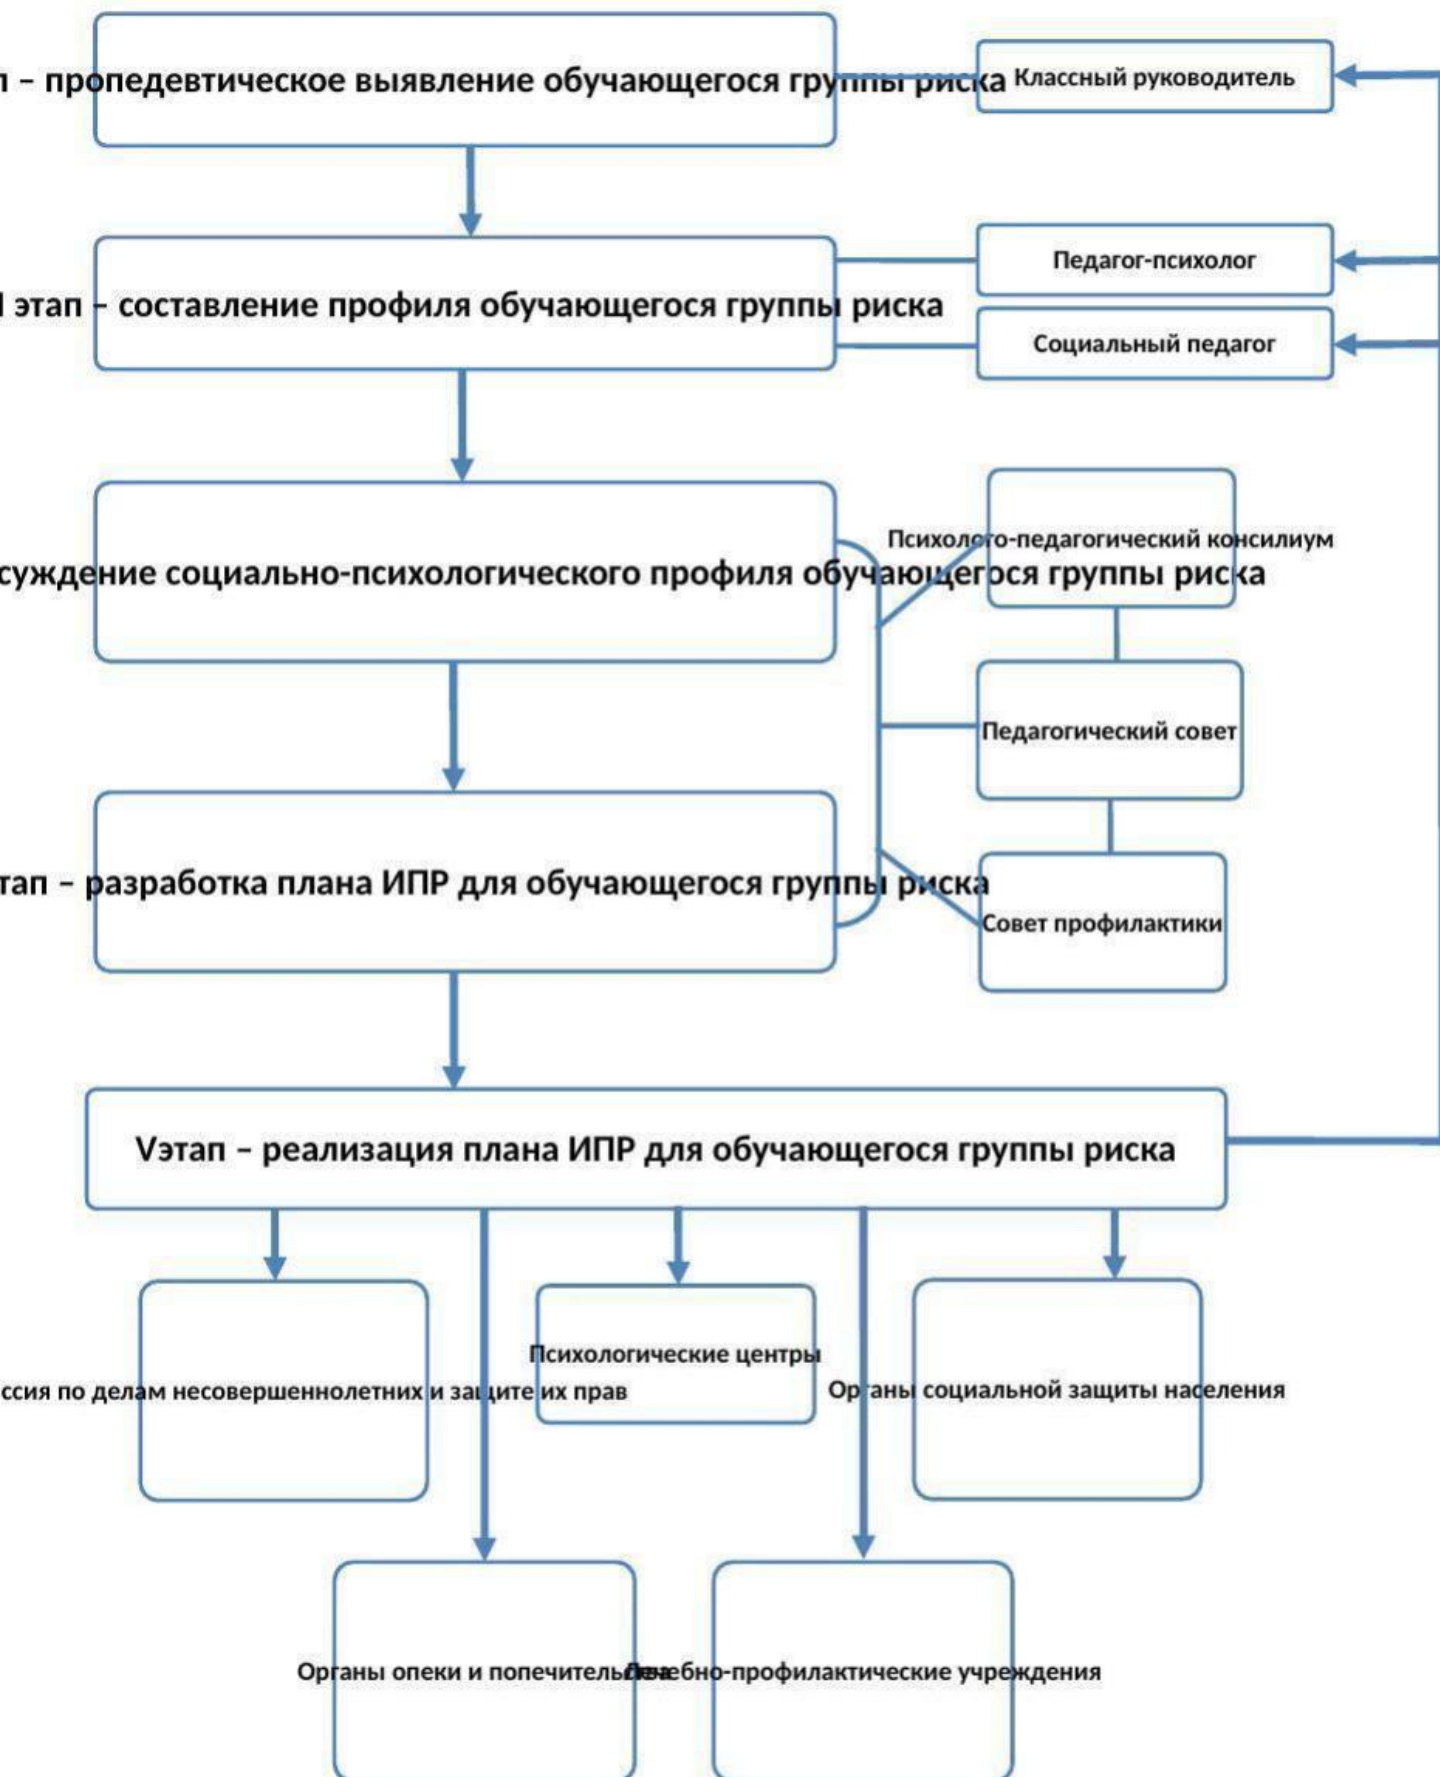 – пропедевтическое выявление обучающегося группы риска
Классный руководитель
Педагог-психолог
этап – составление профиля обучающегося группы риска
Социальный педагог
Психолого-педагогический консилиум
социально-психологического профиля обучающегося группы риска
Педагогический совет
– разработка плана ИПР для обучающегося группы риска
Совет профилактики
Vэтап – реализация плана ИПР для обучающегося группы риска
Психологические центры
по делам несовершеннолетних и защите их прав
Органы социальной защиты населения
Органы опеки и попечительства
Лечебно-профилактические учреждения